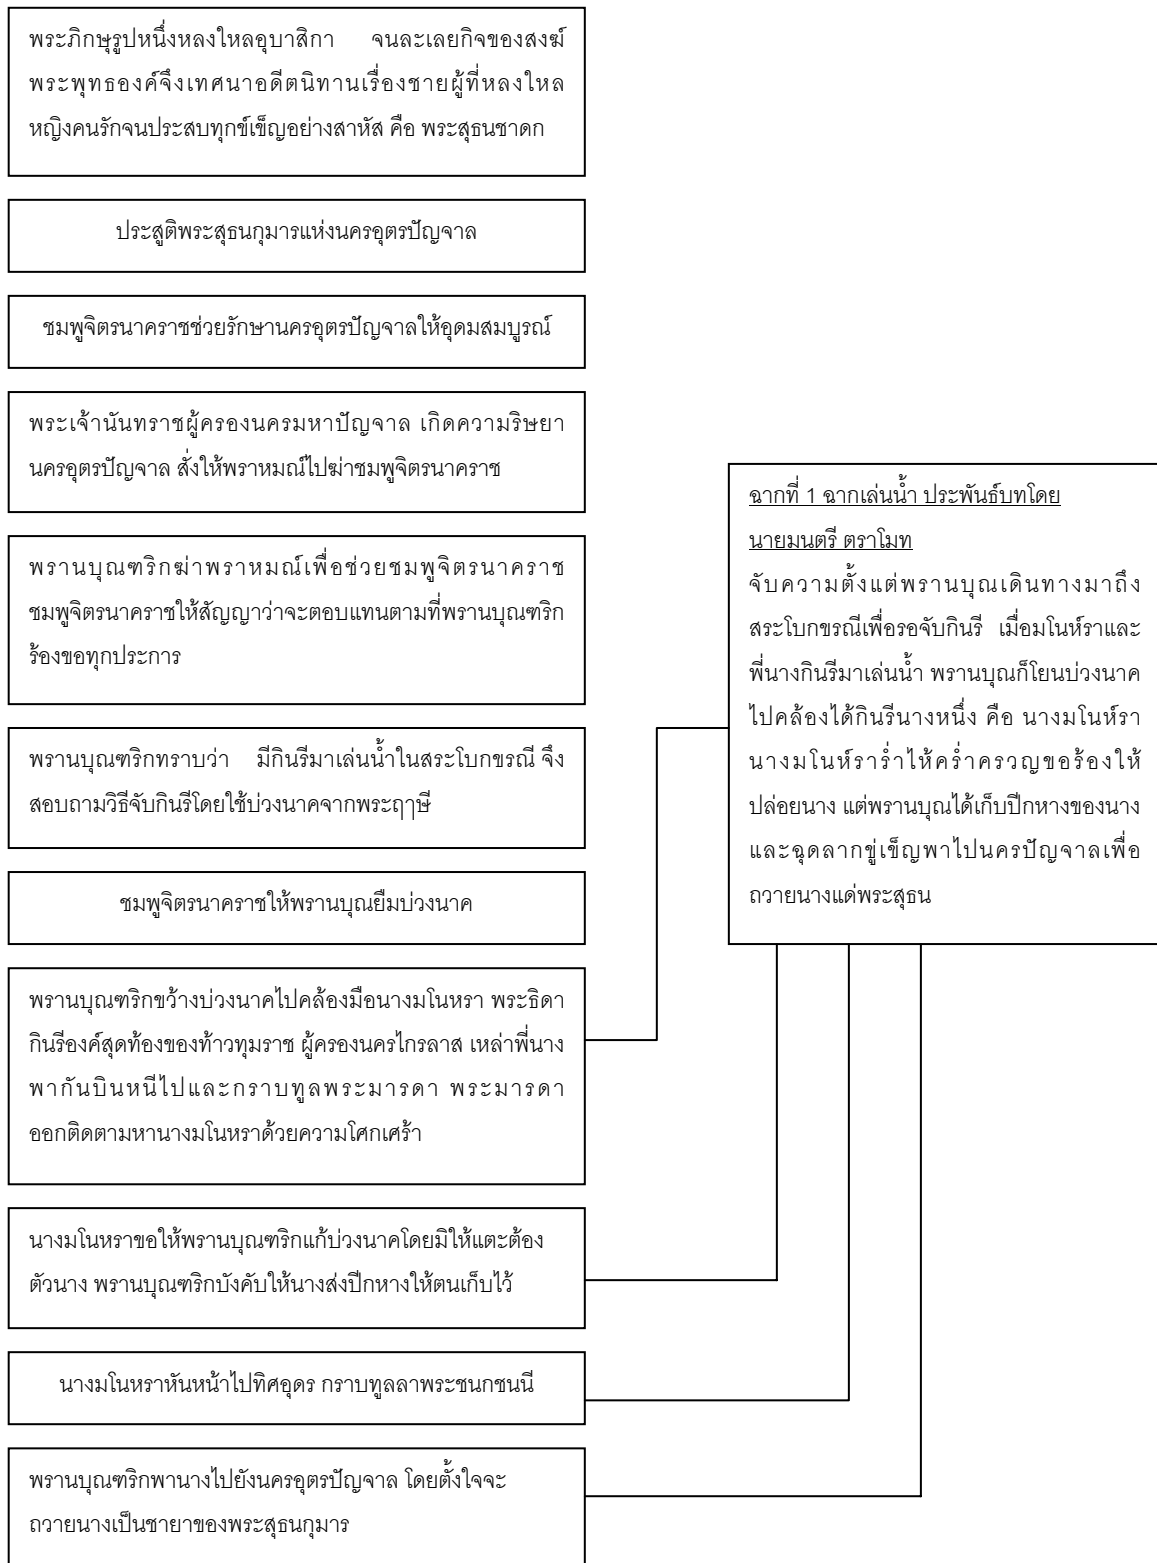 พระภิกษุรูปหนึ่งหลงใหลอุบาสิกา จนละเลยกิจของสงฆ์
พระพุทธองค์จึงเทศนาอดีตนิทานเรื่องชายผู้ที่หลงใหล
หญิงคนรักจนประสบทุกข์เข็ญอย่างสาหัส คือ พระสุธนชาดก
ประสูติพระสุธนกุมารแห่งนครอุตรปัญจาล
ชมพูจิตรนาคราชช่วยรักษานครอุตรปัญจาลให้อุดมสมบูรณ์
พระเจ้านันทราชผู้ครองนครมหาปัญจาล เกิดความริษยา
นครอุตรปัญจาล สั่งให้พราหมณ์ไปฆ่าชมพูจิตรนาคราช
พรานบุณฑริกฆ่าพราหมณ์เพื่อช่วยชมพูจิตรนาคราช
ชมพูจิตรนาคราชให้สัญญาว่าจะตอบแทนตามที่พรานบุณฑริก
ร้องขอทุกประการ
พรานบุณฑริกทราบว่า มีกินรีมาเล่นน้ำในสระโบกขรณี จึง
สอบถามวิธีจับกินรีโดยใช้บ่วงนาคจากพระฤๅษี
ชมพูจิตรนาคราชให้พรานบุณยืมบ่วงนาค
พรานบุณฑริกขว้างบ่วงนาคไปคล้องมือนางมโนหรา พระธิดา
กินรีองค์สุดท้องของท้าวทุมราช ผู้ครองนครไกรลาส เหล่าพี่นาง
พากันบินหนีไปและกราบทูลพระมารดา พระมารดา
ออกติดตามหานางมโนหราด้วยความโศกเศร้า
นางมโนหราขอให้พรานบุณฑริกแก้บ่วงนาคโดยมิให้แตะต้อง
ตัวนาง พรานบุณฑริกบังคับให้นางส่งปีกหางให้ตนเก็บไว้
นางมโนหราหันหน้าไปทิศอุดร กราบทูลลาพระชนกชนนี
พรานบุณฑริกพานางไปยังนครอุตรปัญจาล โดยตั้งใจจะ
ถวายนางเป็นชายาของพระสุธนกุมาร
ฉากที่ 1 ฉากเล่นน้ำ ประพันธ์บทโดย
นายมนตรี ตราโมท
จับความตั้งแต่พรานบุณเดินทางมาถึง
สระโบกขรณีเพื่อรอจับกินรี เมื่อมโนห์ราและ
พี่นางกินรีมาเล่นน้ำ พรานบุณก็โยนบ่วงนาค
ไปคล้องได้กินรีนางหนึ่ง คือ นางมโนห์รา
นางมโนห์รารํ่าไห้ครํ่าครวญขอร้องให้
ปล่อยนาง แต่พรานบุณได้เก็บปีกหางของนาง
และฉุดลากขู่เข็ญพาไปนครปัญจาลเพื่อ
ถวายนางแด่พระสุธน